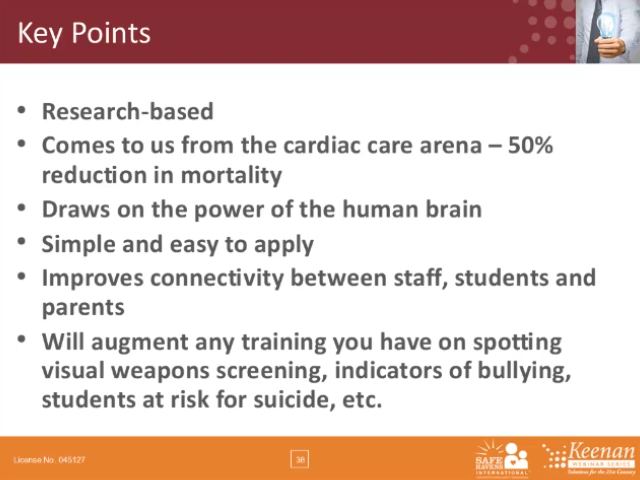 Key Points
• Research-based
• Comes to us from the cardiac care arena – 50%
reduction in mortality
• Draws on the power of the human brain
• Simple and easy to apply
• Improves connectivity between staff, students and
parents
• Will augment any training you have on spotting
visual weapons screening, indicators of bullying,
students at risk for suicide, etc.
License No. 045127
38
SAFE
HAVENS
INTERNATIONAL
Keenan
WEBINAR SERIES
Solutions for the 21st Century